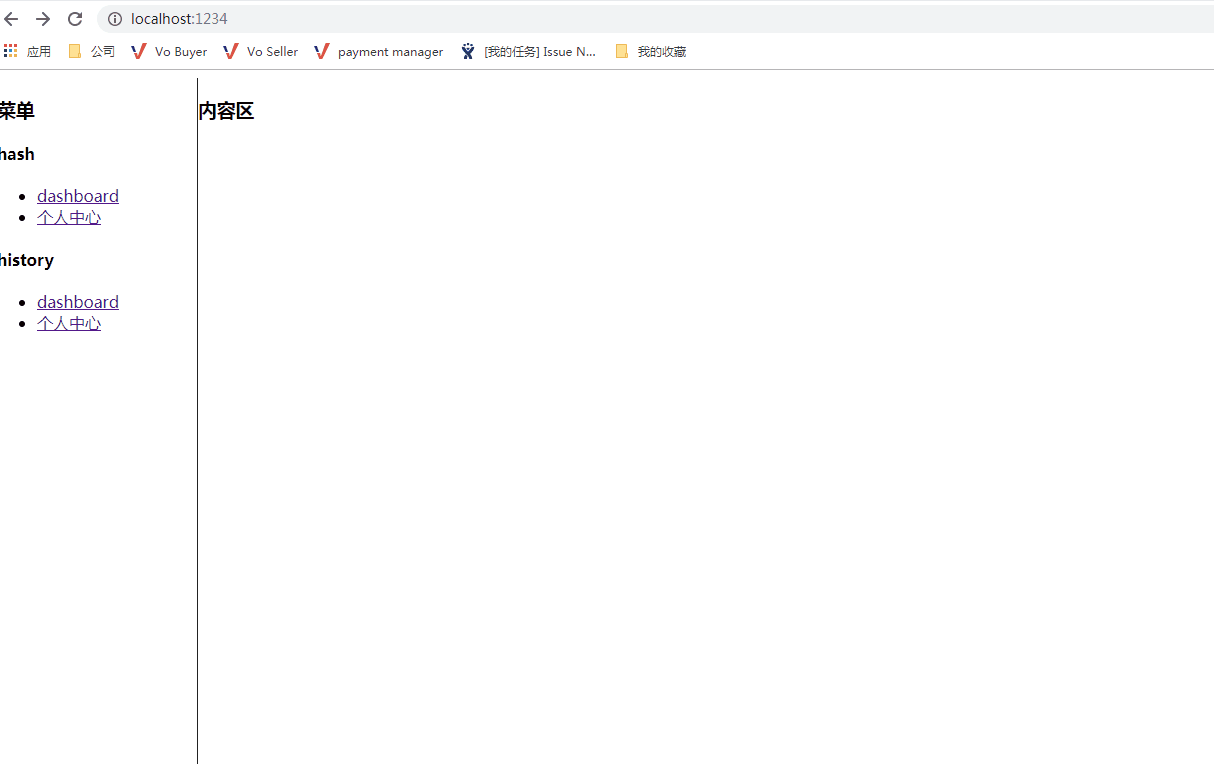 localhost:1234
应用 公司 Vo Buyer Vo Seller payment manager [我的任务] Issue N... 我的收藏
菜单
hash
dashboard
个人中心
history
dashboard
个人中心
内容区